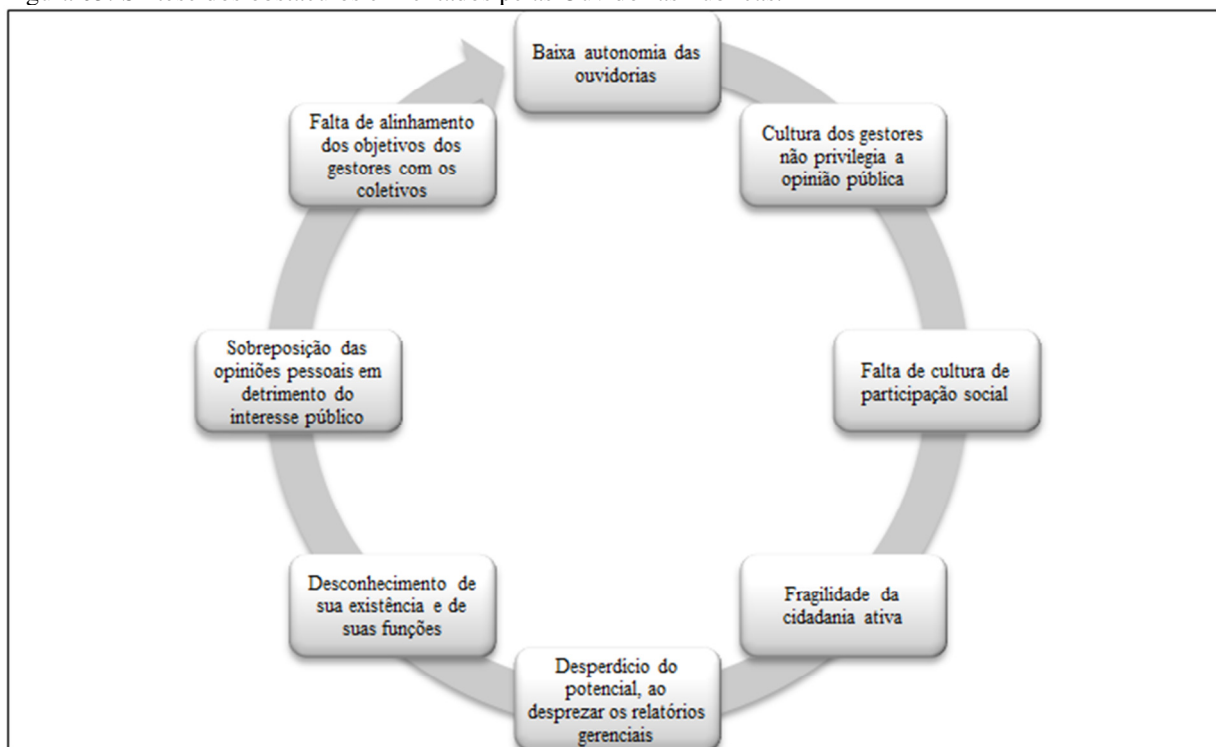 Baixa autonomia das
ouvidorias
Cultura dos gestores
não privilegia a
opinião pública
Falta de cultura de
participação social
Fragilidade da
cidadania ativa
Desperdício do
potencial, ao
desprezar os relatórios
gerenciais
Desconhecimento de
sua existência e de
suas funções
Sobreposição das
opiniões pessoais em
detrimento do
interesse público
Falta de alinhamento
dos objetivos dos
gestores com os
coletivos